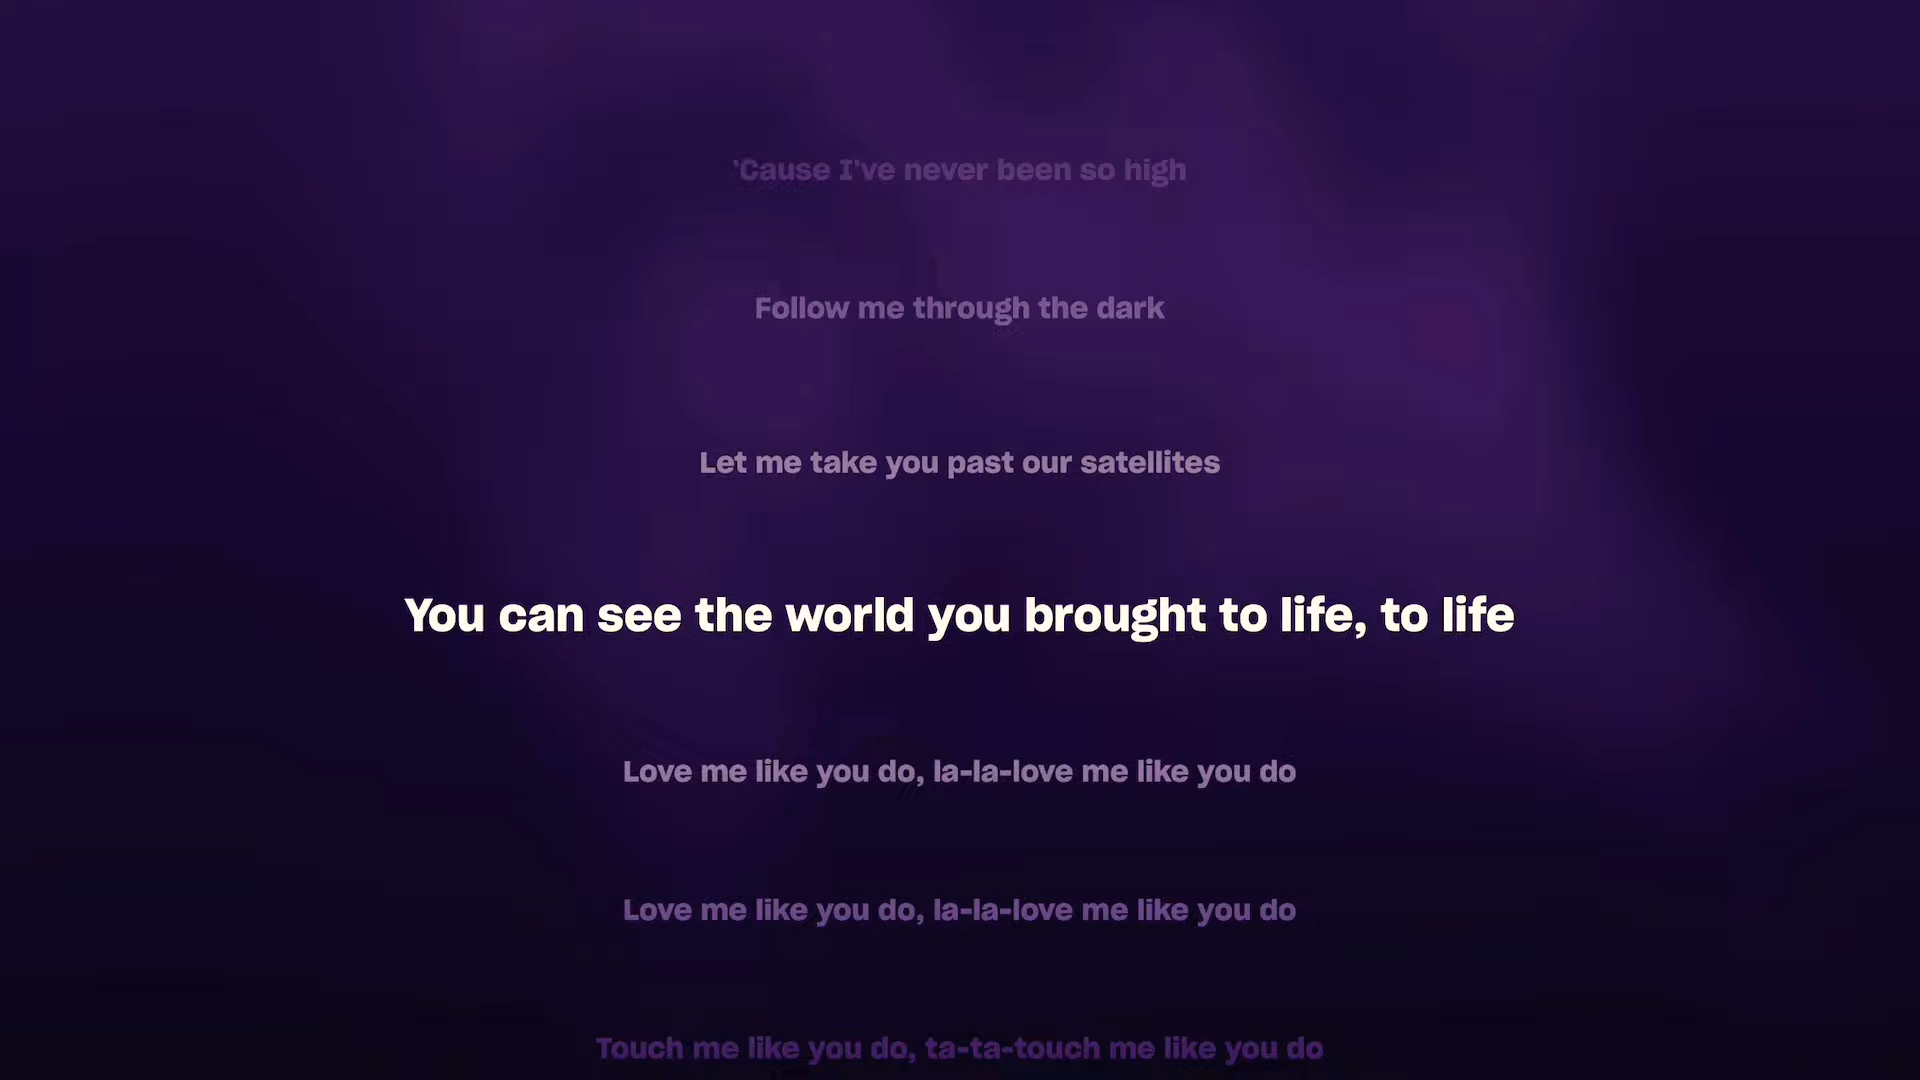 'Cause I've never been so high
Follow me through the dark
Let me take you past our satellites
You can see the world you brought to life, to life
Love me like you do, la-la-love me like you do
Love me like you do, la-la-love me like you do
Touch me like you do, ta-ta-touch me like you do